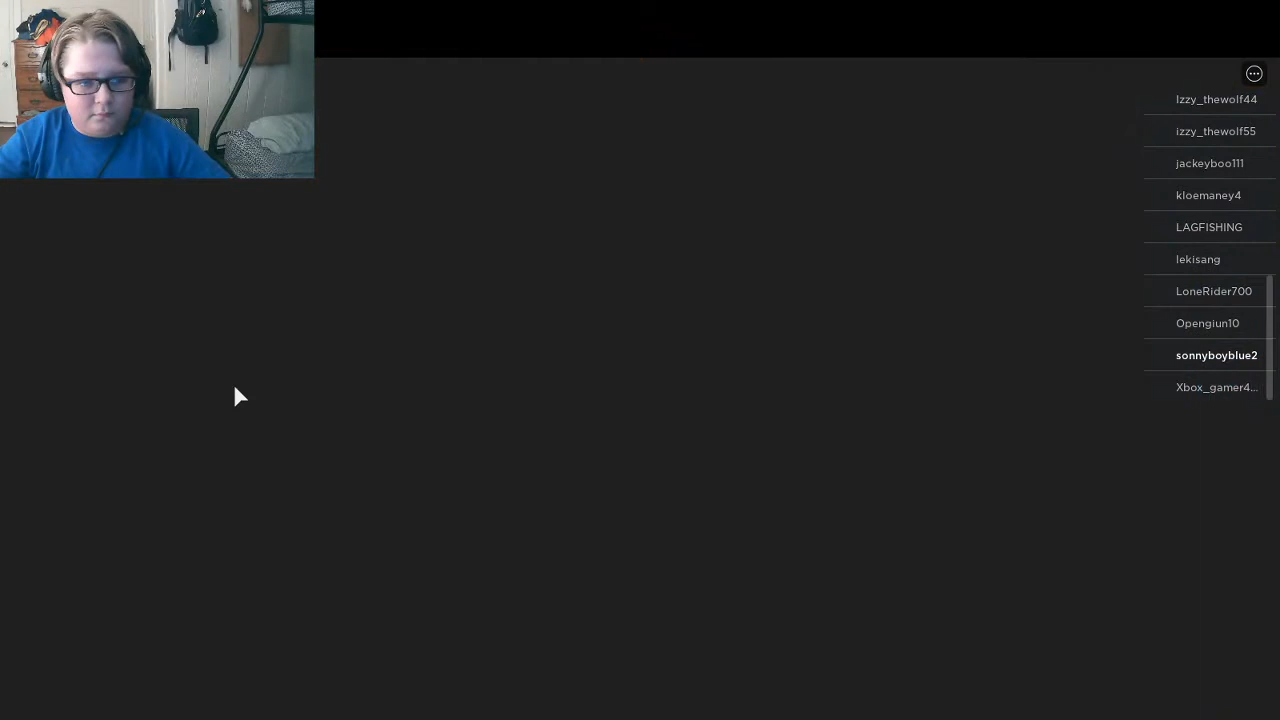 Izzy_thewolf44
izzy_thewolf55
jackeyboo111
kloemaney4
LAGFISHING
lekisang
LoneRider700
Opengiun10
sonnyboyblue2
Xbox_gamer4...